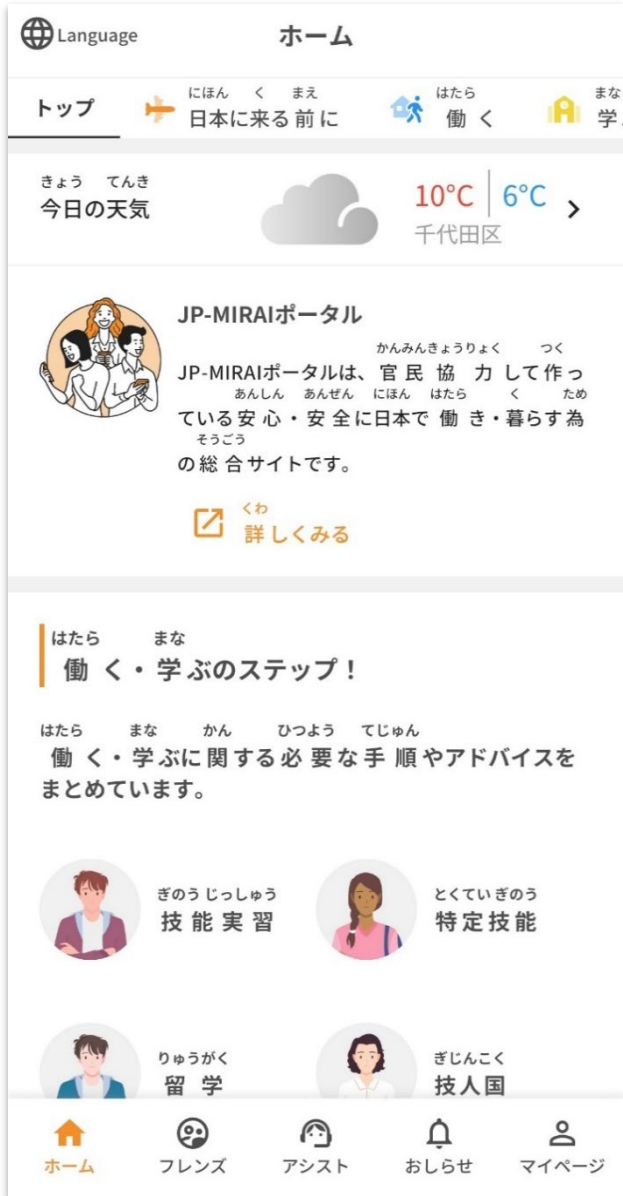 Language
ホーム
トップ
にほん く まえ
日本に来る前に
はたら
働く
まな
学
きょう てんき
今日の天気
10°C 6°C
千代田区
JP-MIRAIポータル
かんみんきょうりょく つく
JP-MIRAIポータルは、官民協力して作っ
あんしん あんぜん にほん はたら く ため
ている安心・安全に日本で働き・暮らす為
そうごう
の総合サイトです。
くわ
詳しくみる
はたら まな
働く・学ぶのステップ！
はたら まな かん ひつよう てじゅん
働く・学ぶに関する必要な手順やアドバイスを
まとめています。
ぎのうじっしゅう
技能実習
とくていぎのう
特定技能
りゅうがく
留学
ぎじんこく
技人国
ホーム
フレンズ
アシスト
おしらせ
マイページ